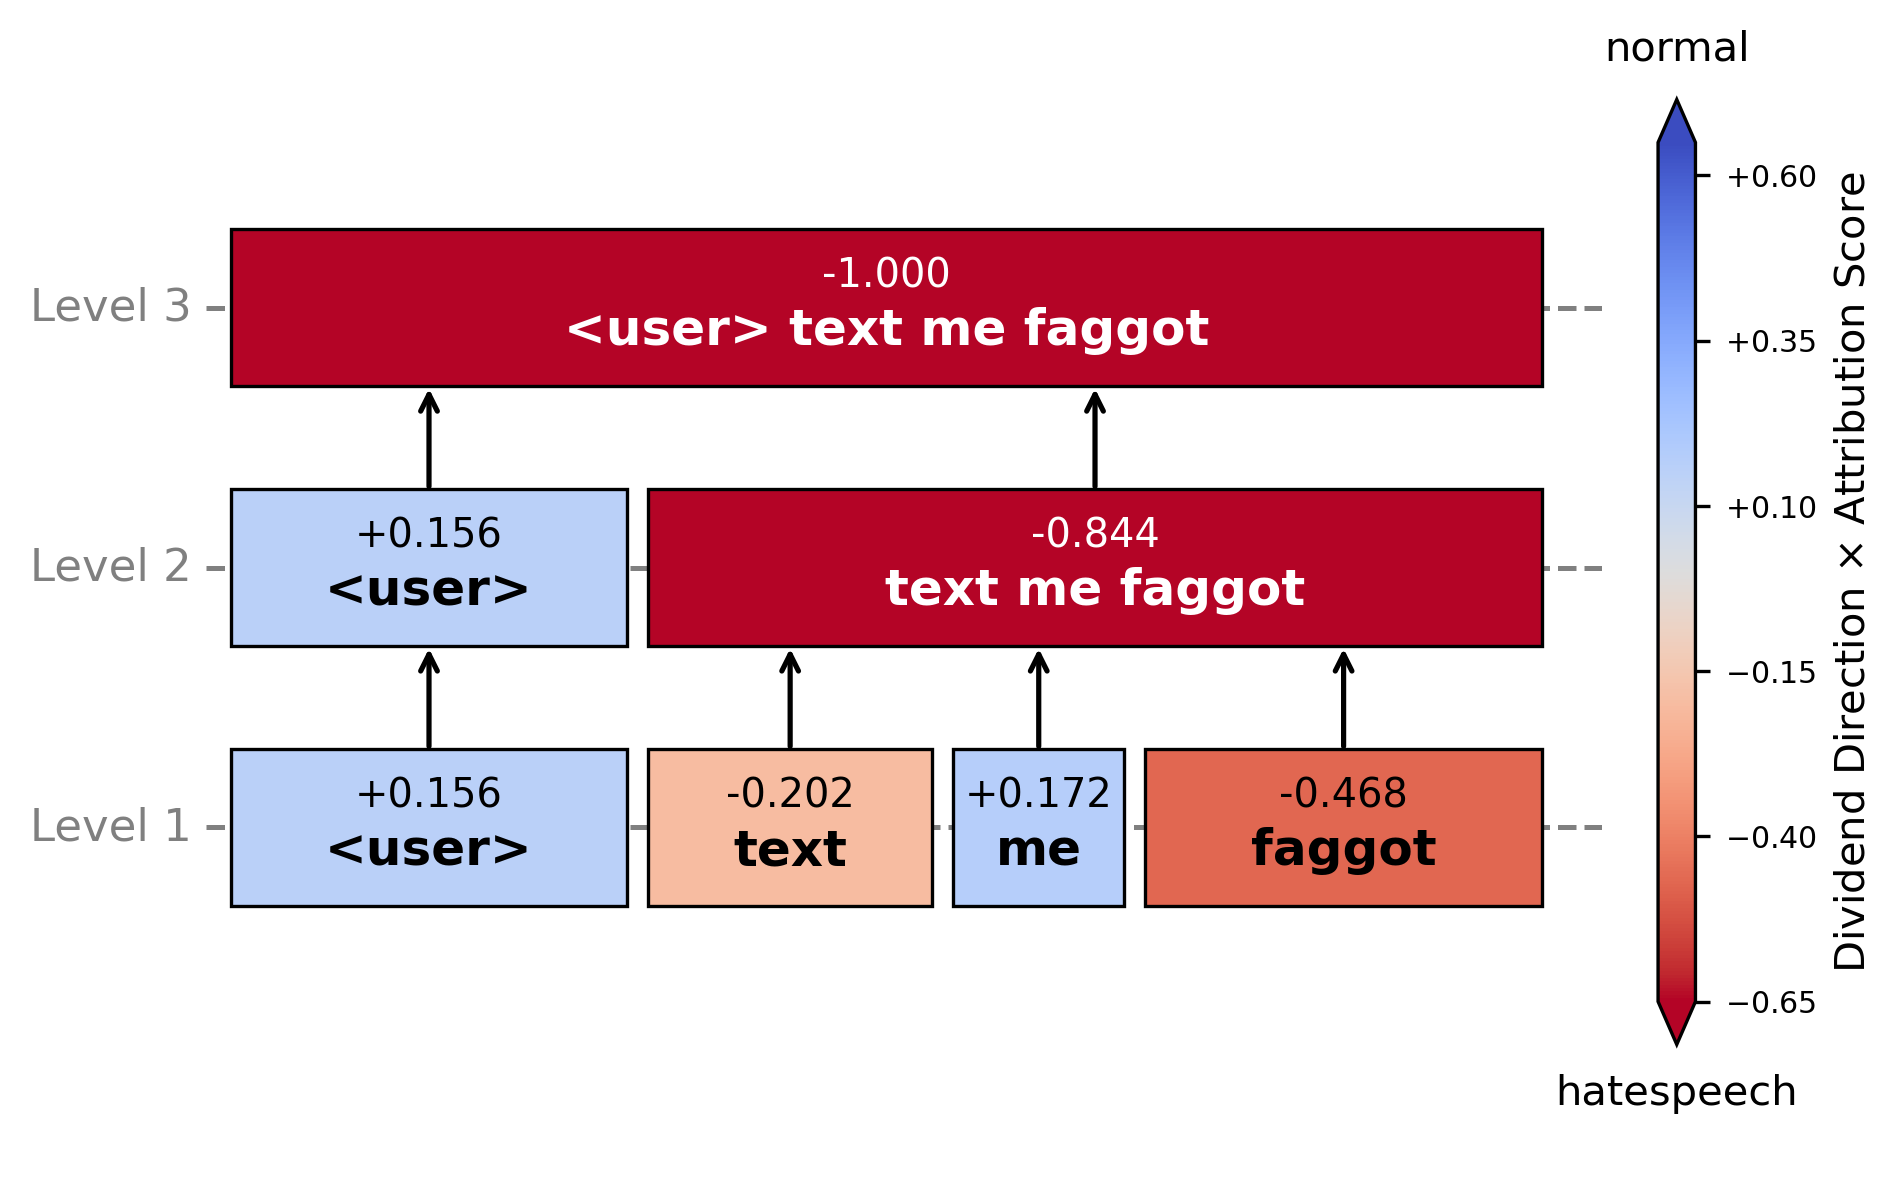 normal
+0.60
+0.35
+0.10
−0.15
−0.40
−0.65
hatespeech
Dividend Direction × Attribution Score
Level 3
-1.000
<user> text me faggot
Level 2
+0.156
<user>
-0.844
text me faggot
Level 1
+0.156
<user>
-0.202
text
+0.172
me
-0.468
faggot